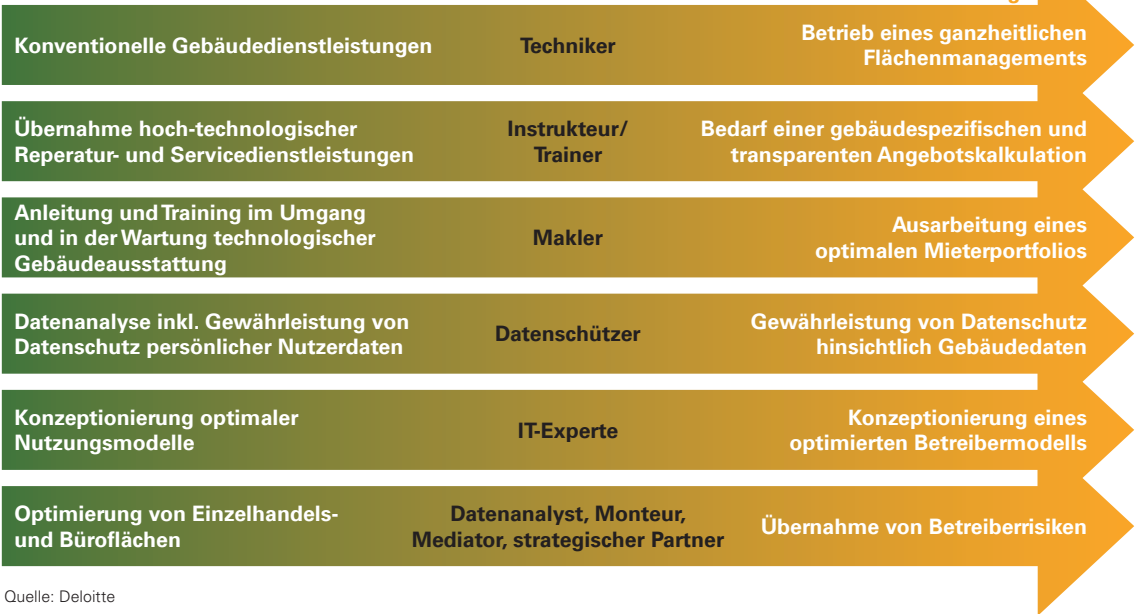 Konventionelle Gebäudedienstleistungen
Techniker
Betrieb eines ganzheitlichen
Flächenmanagements
Übernahme hoch-technologischer
Reperatur- und Servicedienstleistungen
Instrukteur/
Trainer
Bedarf einer gebäudespezifischen und
transparenten Angebotskalkulation
Anleitung und Training im Umgang
und in der Wartung technologischer
Gebäudeausstattung
Makler
Ausarbeitung eines
optimalen Mieterportfolios
Datenanalyse inkl. Gewährleistung von
Datenschutz persönlicher Nutzerdaten
Datenschützer
Gewährleistung von Datenschutz
hinsichtlich Gebäudedaten
Konzeptionierung optimaler
Nutzungsmodelle
IT-Experte
Konzeptionierung eines
optimierten Betreibermodells
Optimierung von Einzelhandels-
und Büroflächen
Datenanalyst, Monteur,
Mediator, strategischer Partner
Übernahme von Betreiberrisiken
Quelle: Deloitte